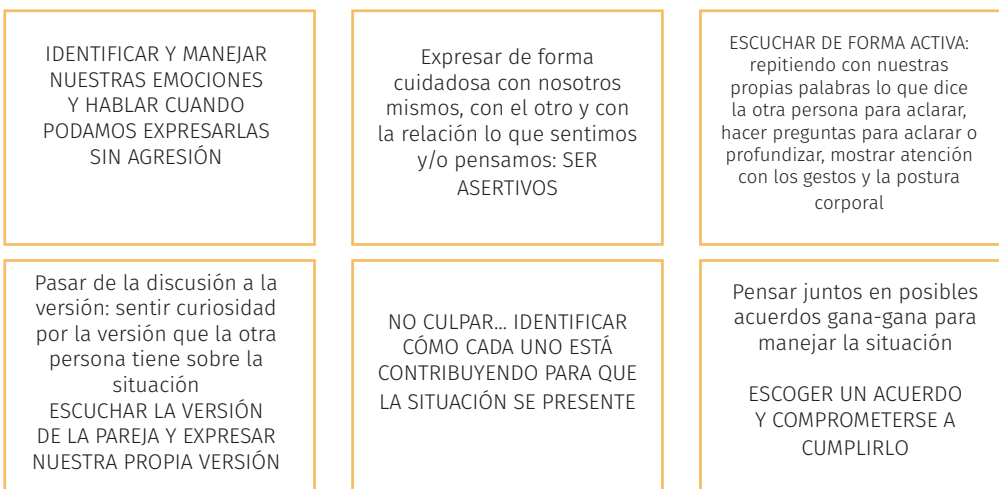 IDENTIFICAR Y MANEJAR
NUESTRAS EMOCIONES
Y HABLAR CUANDO
PODAMOS EXPRESARLAS
SIN AGRESIÓN
Expresar de forma
cuidadosa con nosotros
mismos, con el otro y con
la relación lo que sentimos
y/o pensamos: SER
ASERTIVOS
ESCUCHAR DE FORMA ACTIVA:
repitiendo con nuestras
propias palabras lo que dice
la otra persona para aclarar,
hacer preguntas para aclarar o
profundizar, mostrar atención
con los gestos y la postura
corporal
Pasar de la discusión a la
versión: sentir curiosidad
por la versión que la otra
persona tiene sobre la
situación
ESCUCHAR LA VERSIÓN
DE LA PAREJA Y EXPRESAR
NUESTRA PROPIA VERSIÓN
NO CULPAR... IDENTIFICAR
CÓMO CADA UNO ESTÁ
CONTRIBUYENDO PARA QUE
LA SITUACIÓN SE PRESENTE
Pensar juntos en posibles
acuerdos gana-gana para
manejar la situación
ESCOGER UN ACUERDO
Y COMPROMETERSE A
CUMPLIRLO